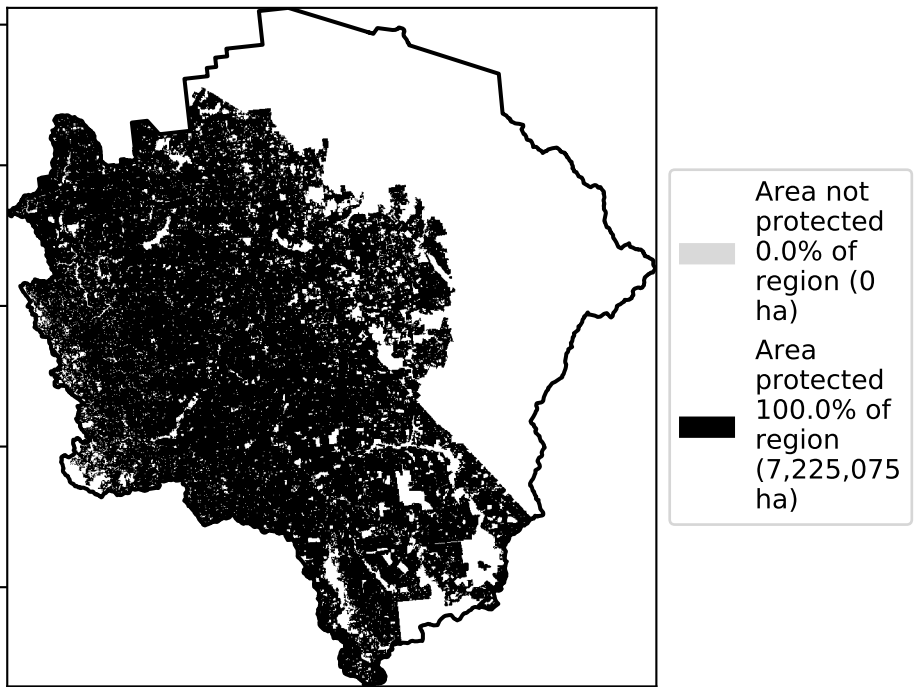 Area not
protected
0.0% of
region (0
ha)
Area
protected
100.0% of
region
(7,225,075
ha)